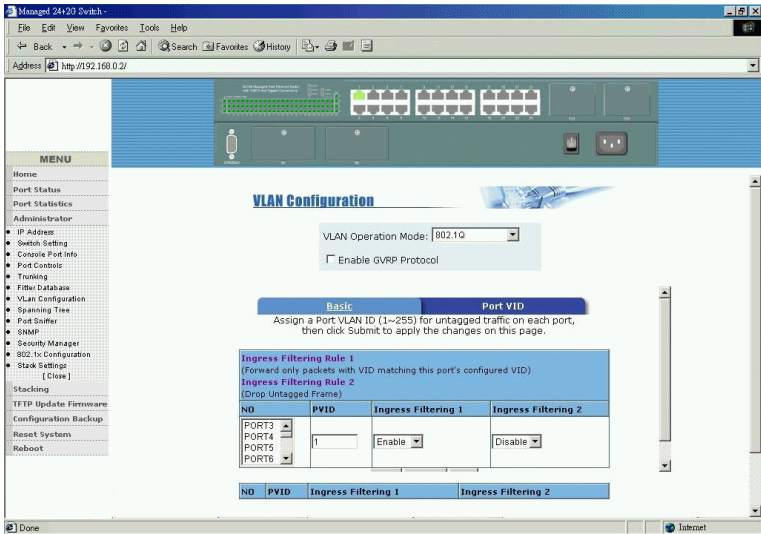 Managed 24+2G Switch -
File Edit View Favorites Tools Help
Back Search Favorites History
Address http://192.168.0.2/
MENU
Home
Port Status
Port Statistics
Administrator
IP Address
Switch Setting
Console Port Info
Port Controls
Trunking
Filter Database
VLan Configuration
Spanning Tree
Port Sniffer
SNMP
Security Manager
802.1x Configuration
Stack Settings
[ Close ]
Stacking
TFTP Update Firmware
Configuration Backup
Reset System
Reboot
VLAN Configuration
VLAN Operation Mode: 802.1Q
Enable GVRP Protocol
Basic Port VID
Assign a Port VLAN ID (1~255) for untagged traffic on each port,
then click Submit to apply the changes on this page.
Ingress Filtering Rule 1
(Forward only packets with VID matching this port's configured VID)
Ingress Filtering Rule 2
(Drop Untagged Frame)
NO PVID Ingress Filtering 1 Ingress Filtering 2
PORT3
PORT4
PORT5
PORT6
1 Enable Disable
NO PVID Ingress Filtering 1 Ingress Filtering 2
Done Internet